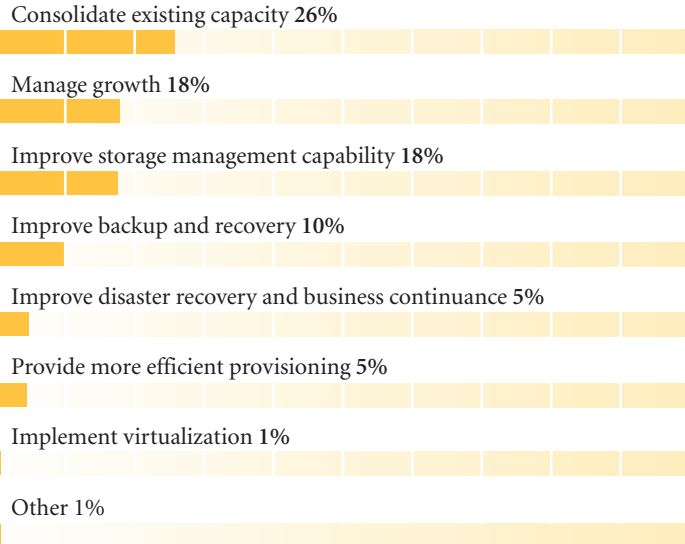 Consolidate existing capacity 26%
Manage growth 18%
Improve storage management capability 18%
Improve backup and recovery 10%
Improve disaster recovery and business continuance 5%
Provide more efficient provisioning 5%
Implement virtualization 1%
Other 1%